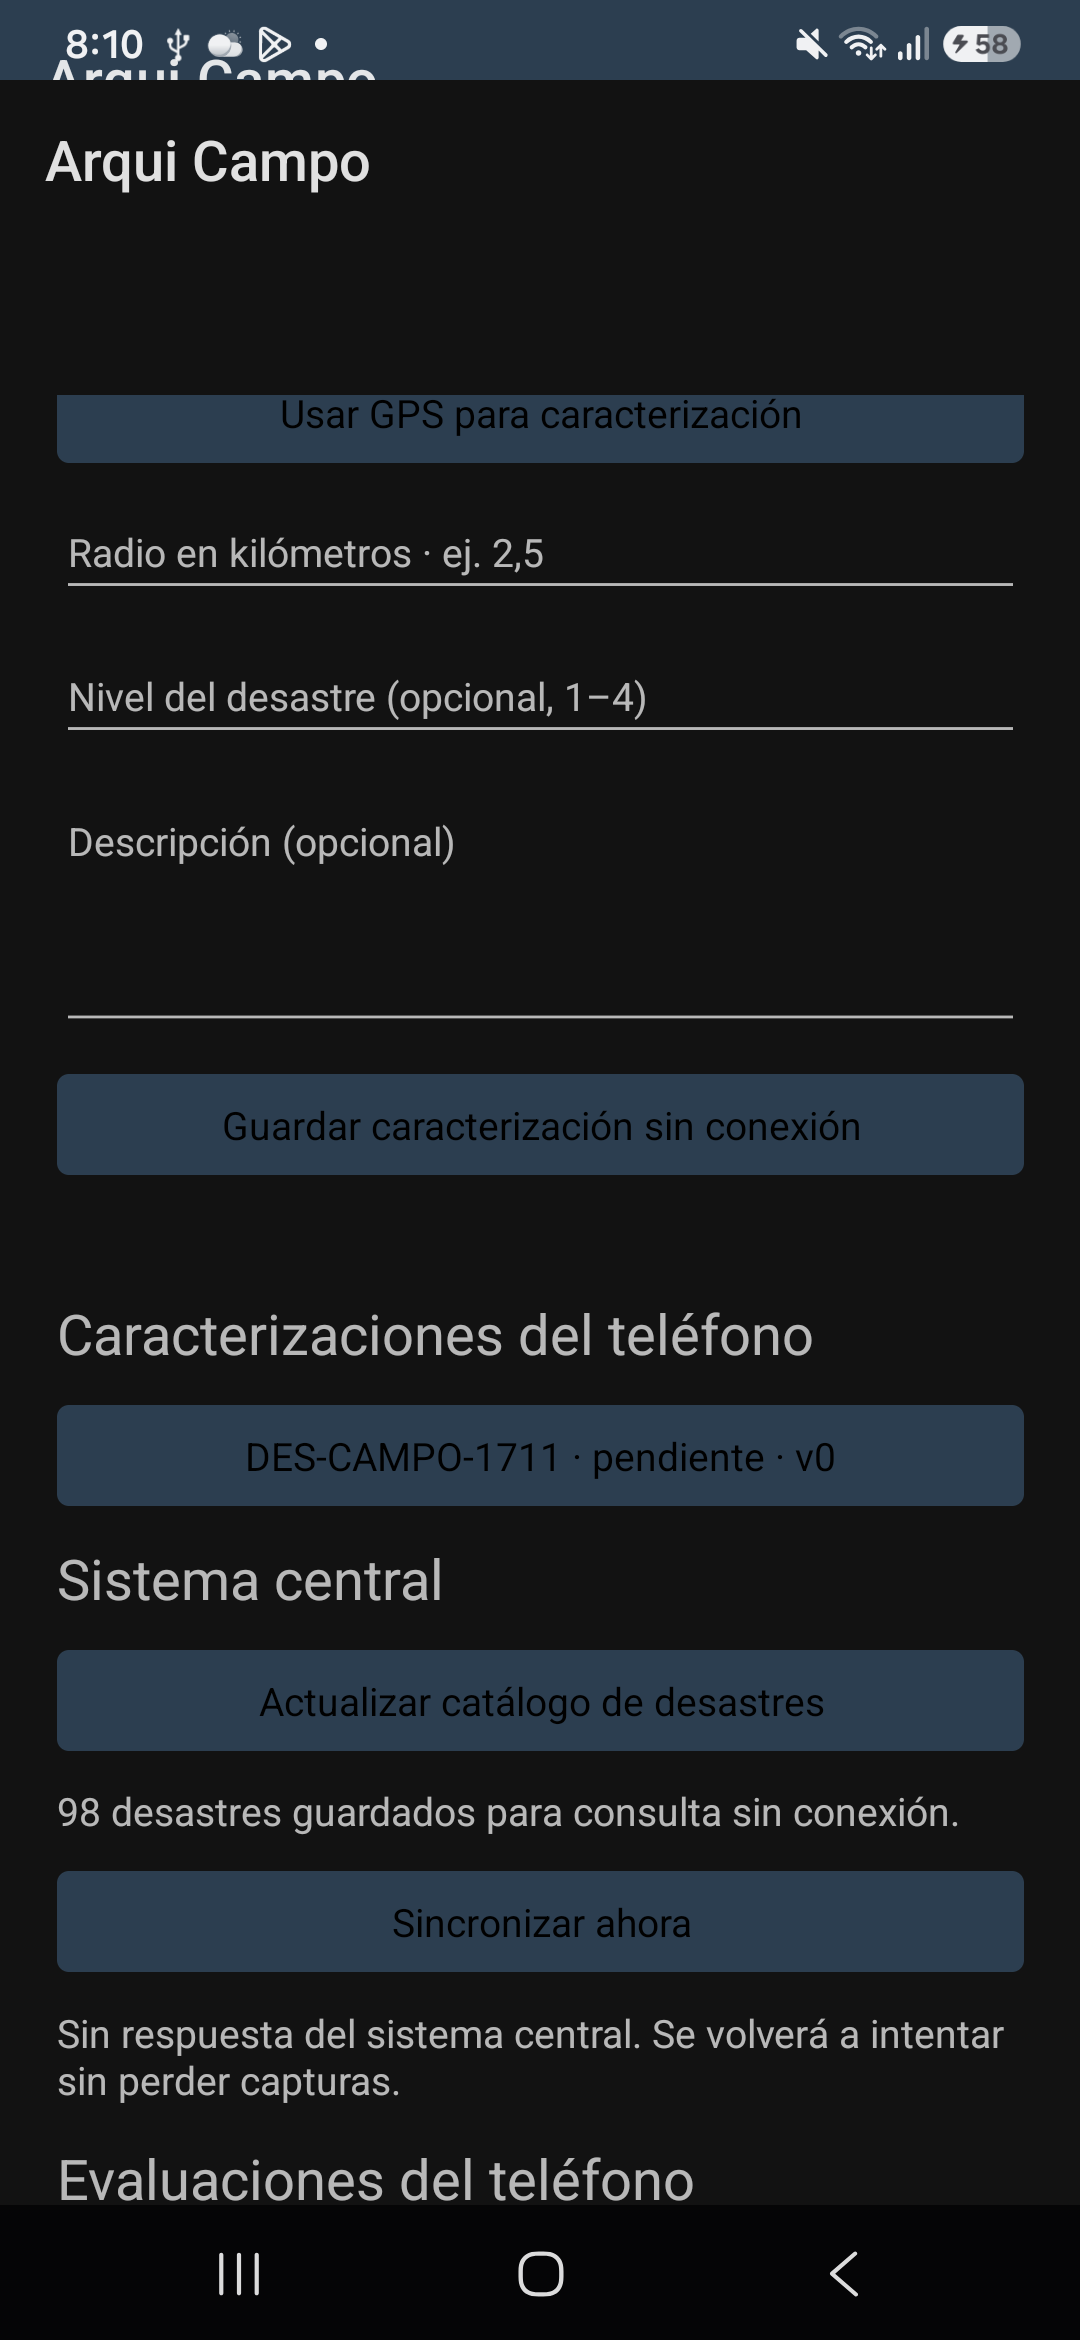 8:10
58
Arqui Campo
Arqui Campo
Usar GPS para caracterización
Radio en kilómetros · ej. 2,5
Nivel del desastre (opcional, 1–4)
Descripción (opcional)
Guardar caracterización sin conexión
Caracterizaciones del teléfono
DES-CAMPO-1711 · pendiente · v0
Sistema central
Actualizar catálogo de desastres
98 desastres guardados para consulta sin conexión.
Sincronizar ahora
Sin respuesta del sistema central. Se volverá a intentar
sin perder capturas.
Evaluaciones del teléfono